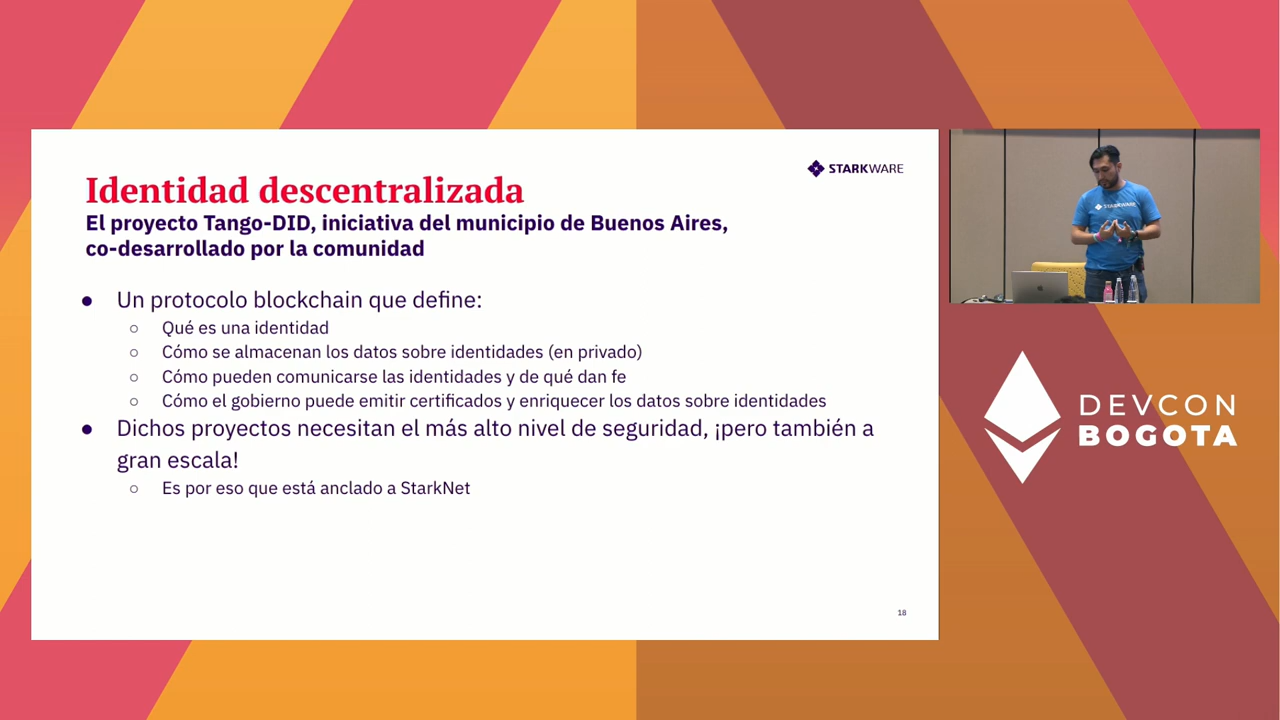 STARKWARE
Identidad descentralizada
El proyecto Tango-DID, iniciativa del municipio de Buenos Aires,
co-desarrollado por la comunidad
● Un protocolo blockchain que define:
○ Qué es una identidad
○ Cómo se almacenan los datos sobre identidades (en privado)
○ Cómo pueden comunicarse las identidades y de qué dan fe
○ Cómo el gobierno puede emitir certificados y enriquecer los datos sobre identidades
● Dichos proyectos necesitan el más alto nivel de seguridad, ¡pero también a
gran escala!
○ Es por eso que está anclado a StarkNet
18
STARKWARE
DEVCON
BOGOTA